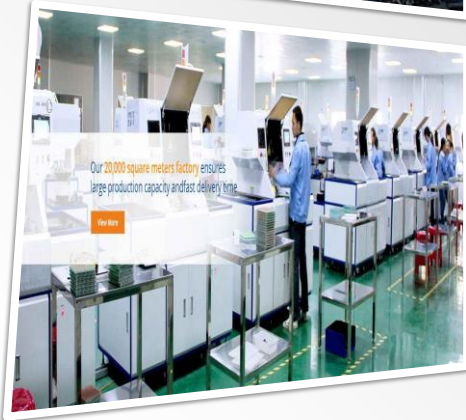 Our 20,000 square meters factory ensures
large production capacity andfast delivery time
View More